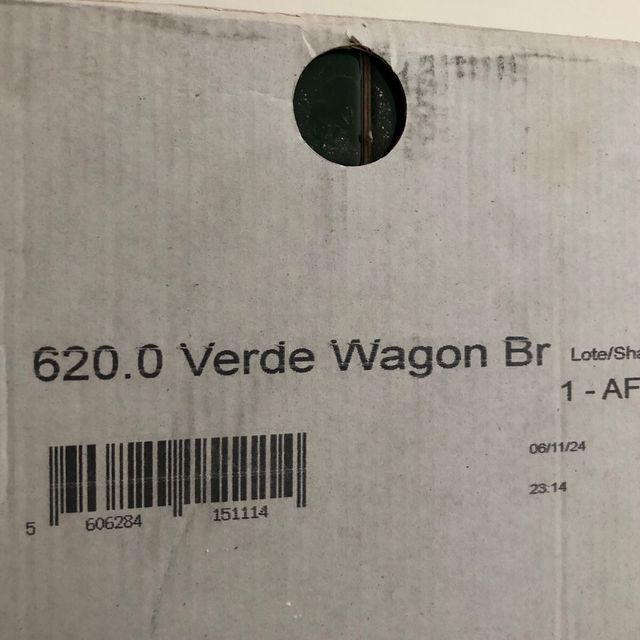 620.0 Verde Wagon Br
Lote/Sha
1 - AF
06/11/24
23:14
5 606284 151114